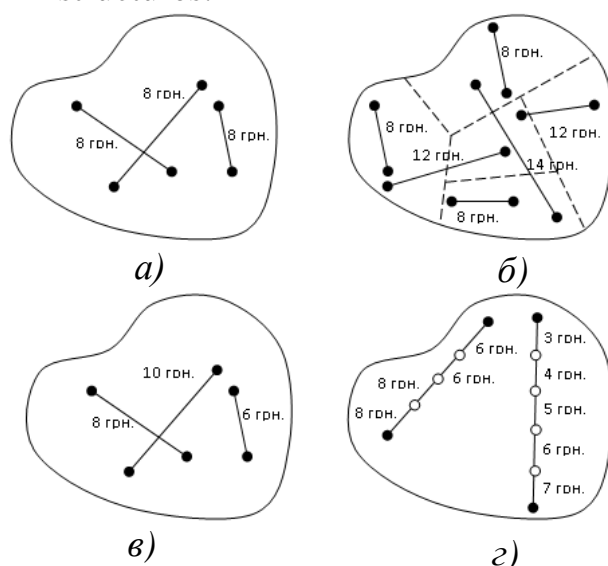 8 грн.
8 грн.
8 грн.
а)
8 грн.
8 грн.
12 грн.
12 грн.
14 грн.
8 грн.
б)
10 грн.
8 грн.
6 грн.
в)
6 грн.
6 грн.
8 грн.
8 грн.
3 грн.
4 грн.
5 грн.
6 грн.
7 грн.
г)